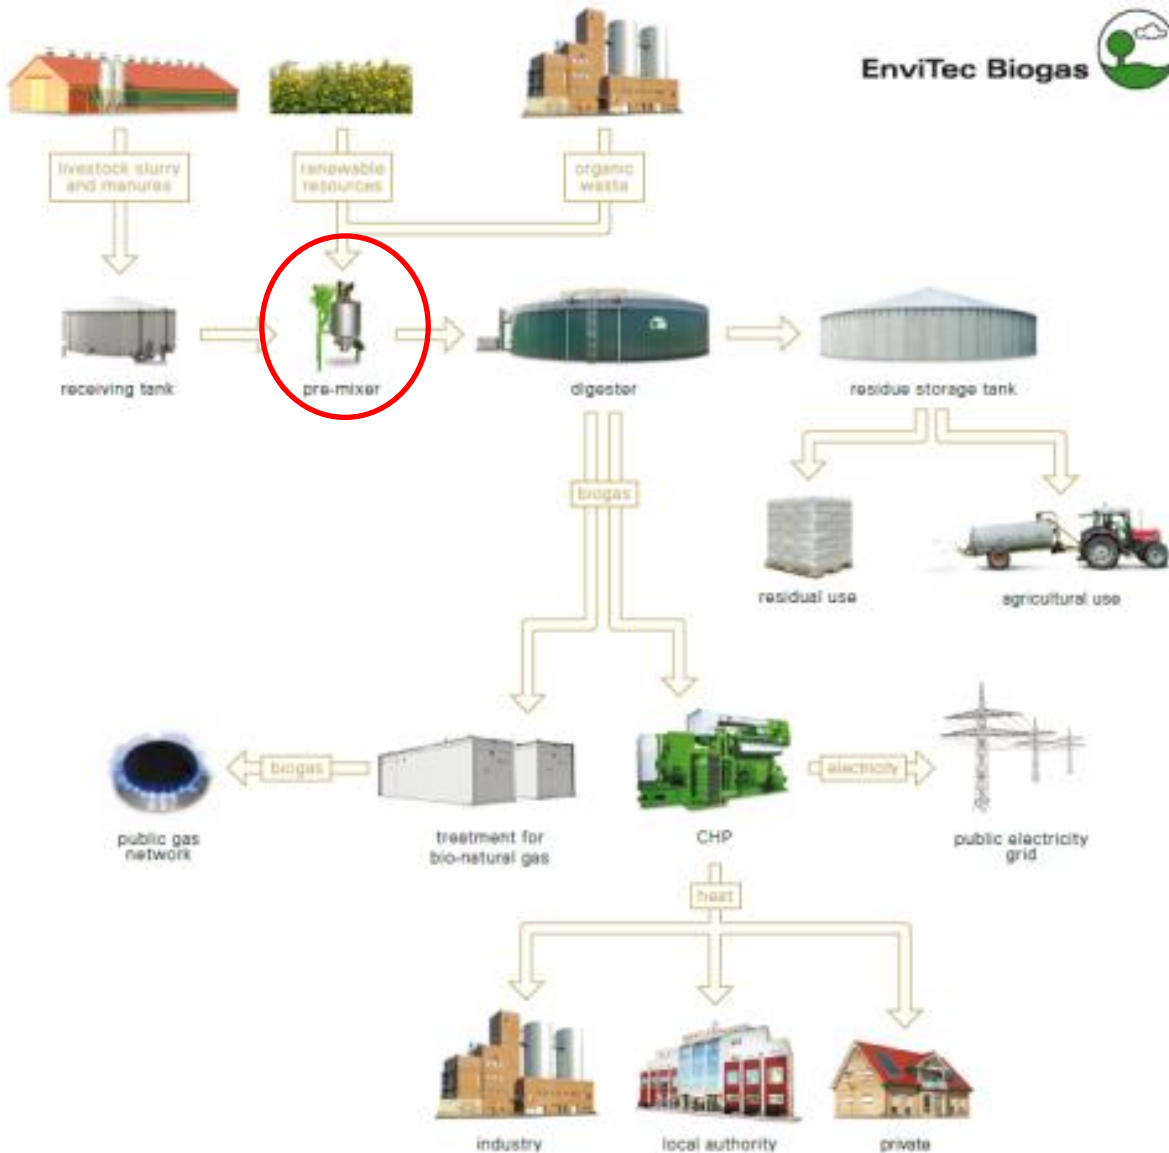 EnviTec Biogas
livestock slurry
and manures
renewable
resources
organic
waste
receiving tank
pre-mixer
digester
residue storage tank
biogas
residual use
agricultural use
biogas
electricity
public gas
network
treatment for
bio-natural gas
CHP
public electricity
grid
heat
industry
local authority
private